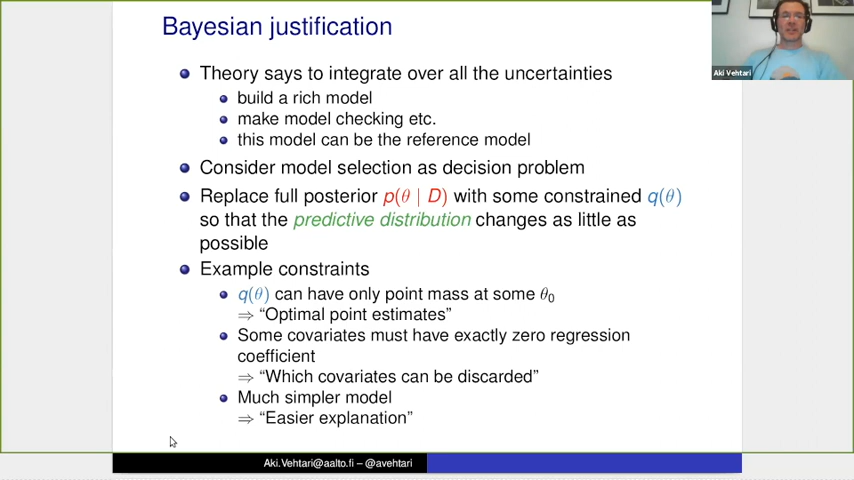 Bayesian justification
Theory says to integrate over all the uncertainties
build a rich model
make model checking etc.
this model can be the reference model
Consider model selection as decision problem
Replace full posterior p(θ | D) with some constrained q(θ)
so that the predictive distribution changes as little as
possible
Example constraints
q(θ) can have only point mass at some θ₀
⇒ “Optimal point estimates”
Some covariates must have exactly zero regression
coefficient
⇒ “Which covariates can be discarded”
Much simpler model
⇒ “Easier explanation”
Aki.Vehtari@aalto.fi – @avehtari
Aki Vehtari